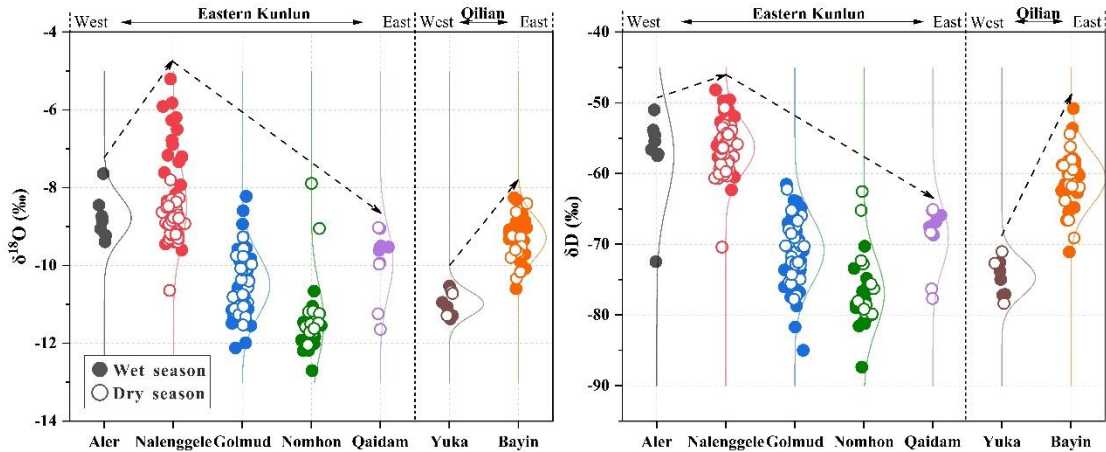 Eastern Kunlun
Qilian
West
East
West
East
-4
-6
-8
-10
-12
-14
δ18O (‰)
Wet season
Dry season
Aler
Nalenggele
Golmud
Nomhon
Qaidam
Yuka
Bayin
Eastern Kunlun
Qilian
West
East
West
East
-40
-50
-60
-70
-80
-90
δD (‰)
Aler
Nalenggele
Golmud
Nomhon
Qaidam
Yuka
Bayin